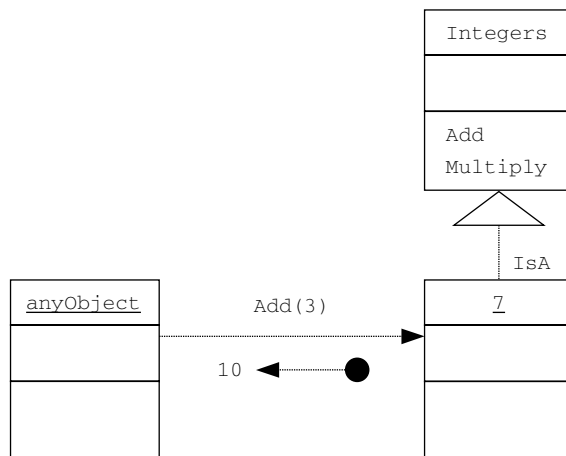 Integers
Add
Multiply
IsA
anyObject
Add(3)
7
10